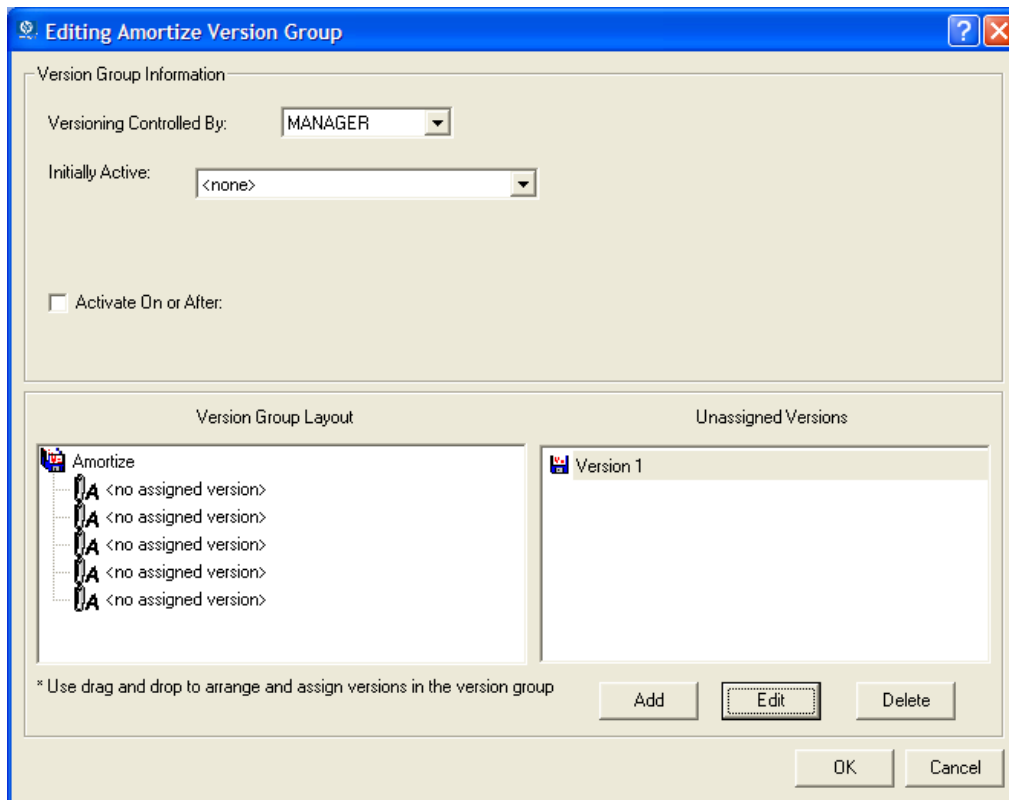 Editing Amortize Version Group
Version Group Information
Versioning Controlled By: MANAGER
Initially Active: <none>
Activate On or After:
Version Group Layout Unassigned Versions
Amortize Version 1
<no assigned version>
<no assigned version>
<no assigned version>
<no assigned version>
<no assigned version>
* Use drag and drop to arrange and assign versions in the version group
Add Edit Delete
OK Cancel